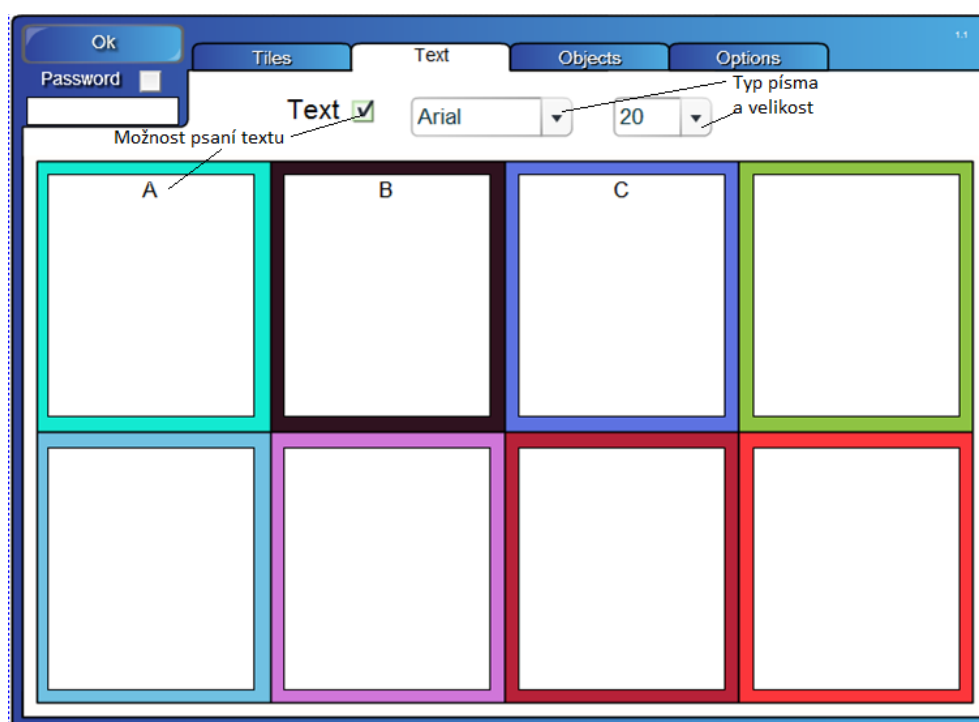 Ok
1.1
Tiles
Text
Objects
Options
Password
Typ písma
a velikost
Text
Arial
20
Možnost psaní textu
A
B
C